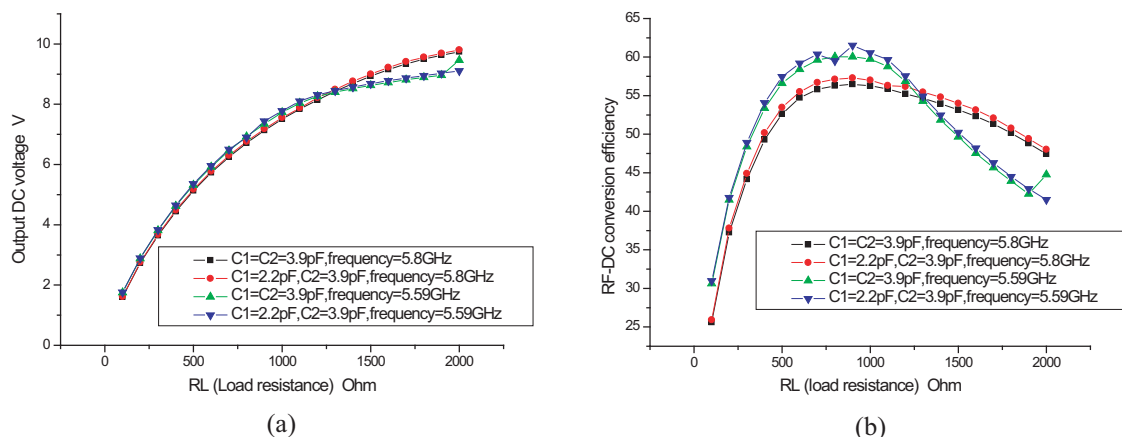 10
8
6
4
2
0
Output DC voltage  V
C1=C2=3.9pF,frequency=5.8GHz
C1=2.2pF,C2=3.9pF,frequency=5.8GHz
C1=C2=3.9pF,frequency=5.59GHz
C1=2.2pF,C2=3.9pF,frequency=5.59GHz
0 500 1000 1500 2000
RL (Load resistance)  Ohm
(a)
65
60
55
50
45
40
35
30
25
RF-DC conversion efficiency
C1=C2=3.9pF,frequency=5.8GHz
C1=2.2pF,C2=3.9pF,frequency=5.8GHz
C1=C2=3.9pF,frequency=5.59GHz
C1=2.2pF,C2=3.9pF,frequency=5.59GHz
0 500 1000 1500 2000
RL (load resistance)  Ohm
(b)